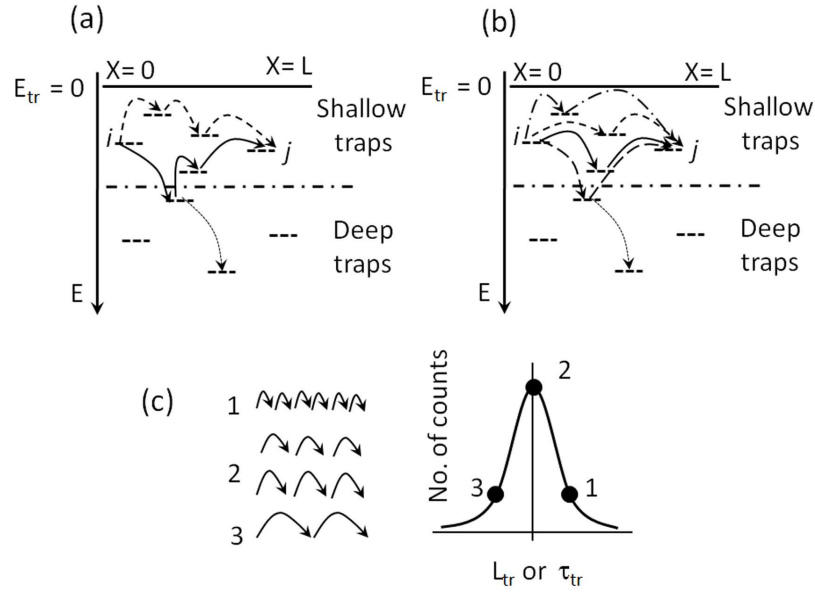 (a)
X= 0
X= L
E_tr = 0
Shallow
traps
i
j
Deep
traps
E
(b)
X= 0
X= L
E_tr = 0
Shallow
traps
i
j
Deep
traps
E
(c)
1
2
3
No. of counts
2
3
1
L_tr or τ_tr